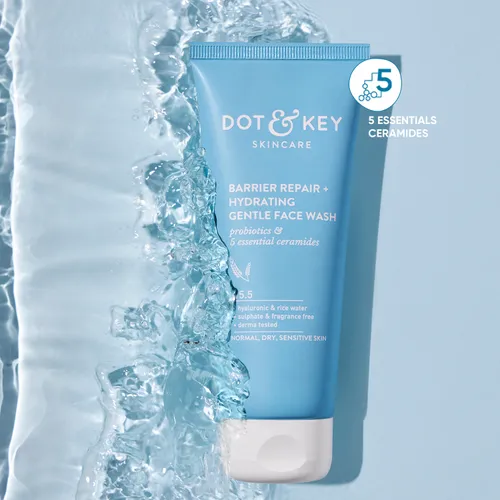 DOT & KEY
SKINCARE
BARRIER REPAIR +
HYDRATING
GENTLE FACE WASH
probiotics &
5 essential ceramides
5.5
hyaluronic & rice water
sulphate & fragrance free
• derma tested
NORMAL, DRY, SENSITIVE SKIN
5
5 ESSENTIALS
CERAMIDES